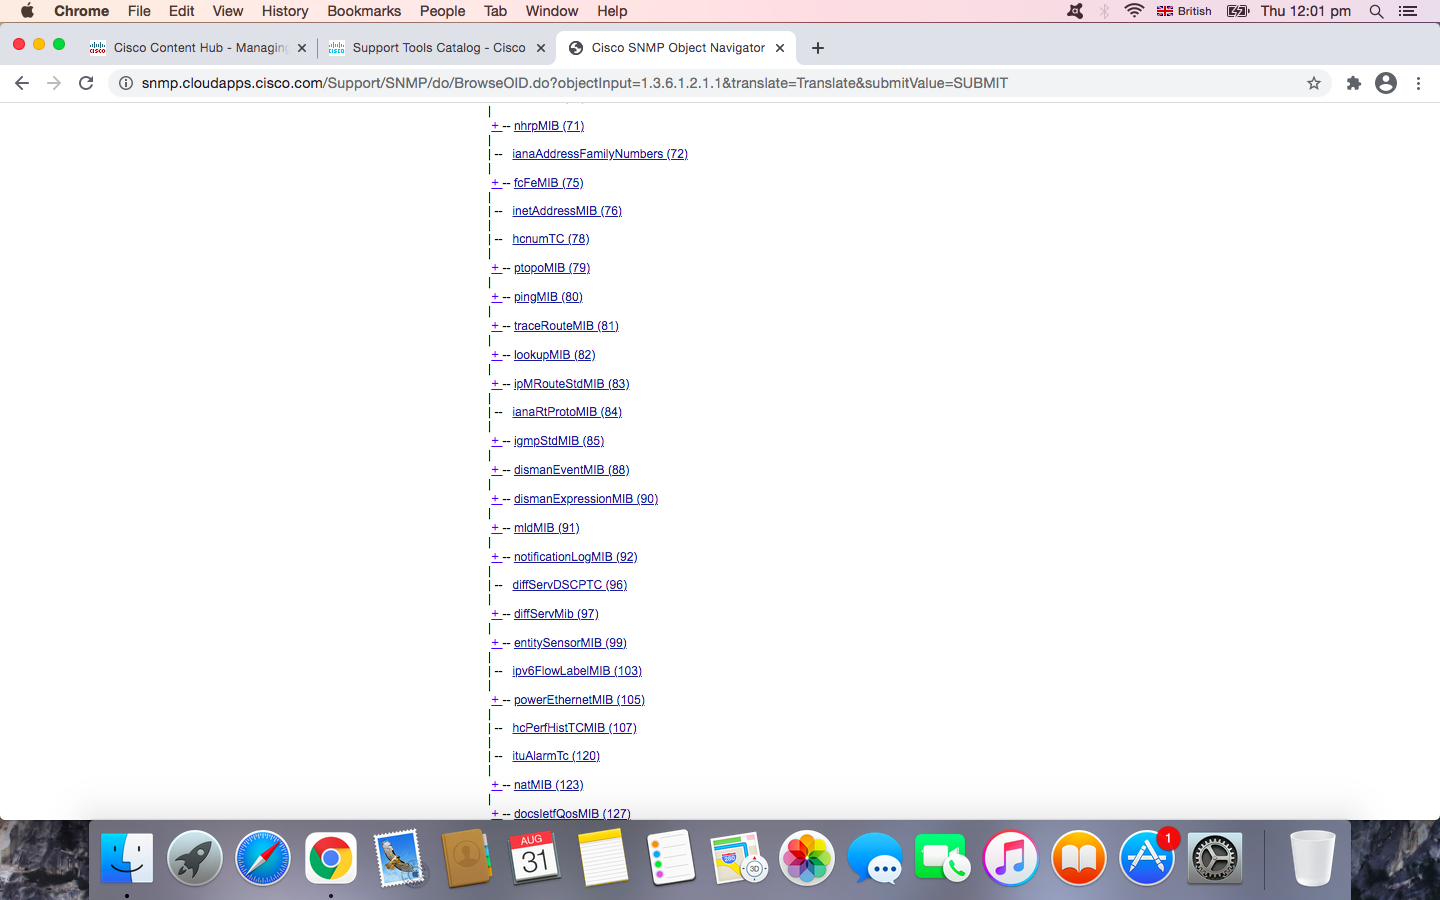 Chrome File Edit View History Bookmarks People Tab Window Help British Thu 12:01 pm
Cisco Content Hub - Managing Support Tools Catalog - Cisco Cisco SNMP Object Navigator
snmp.cloudapps.cisco.com/Support/SNMP/do/BrowseOID.do?objectInput=1.3.6.1.2.1.1&translate=Translate&submitValue=SUBMIT
|
+ -- nhrpMIB (71)
|
|-- ianaAddressFamilyNumbers (72)
|
+ -- fcFeMIB (75)
|
|-- inetAddressMIB (76)
|
|-- hcnumTC (78)
|
+ -- ptopoMIB (79)
|
+ -- pingMIB (80)
|
+ -- traceRouteMIB (81)
|
+ -- lookupMIB (82)
|
+ -- ipMRouteStdMIB (83)
|
|-- ianaRtProtoMIB (84)
|
+ -- igmpStdMIB (85)
|
+ -- dismanEventMIB (88)
|
+ -- dismanExpressionMIB (90)
|
+ -- mldMIB (91)
|
+ -- notificationLogMIB (92)
|
|-- diffServDSCPTC (96)
|
+ -- diffServMib (97)
|
+ -- entitySensorMIB (99)
|
|-- ipv6FlowLabelMIB (103)
|
+ -- powerEthernetMIB (105)
|
|-- hcPerfHistTCMIB (107)
|
|-- ituAlarmTc (120)
|
+ -- natMIB (123)
|
+ -- docsIetfQosMIB (127)
AUG
31
280
3D
1